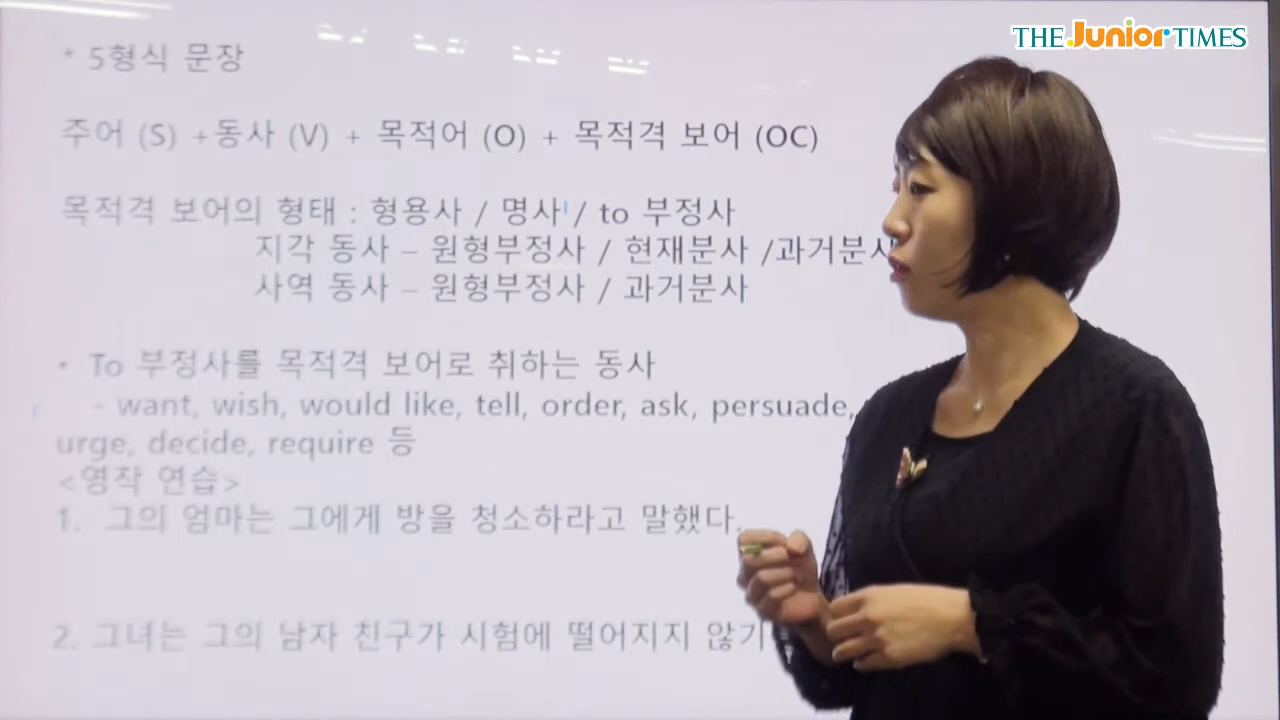 THE Junior TIMES
* 5형식 문장
주어 (S) +동사 (V) + 목적어 (O) + 목적격 보어 (OC)
목적격 보어의 형태 : 형용사 / 명사 / to 부정사
지각 동사 – 원형부정사 / 현재분사 /과거분사
사역 동사 – 원형부정사 / 과거분사
• To 부정사를 목적격 보어로 취하는 동사
- want, wish, would like, tell, order, ask, persuade,
urge, decide, require 등
<영작 연습>
1. 그의 엄마는 그에게 방을 청소하라고 말했다.
2. 그녀는 그의 남자 친구가 시험에 떨어지지 않기